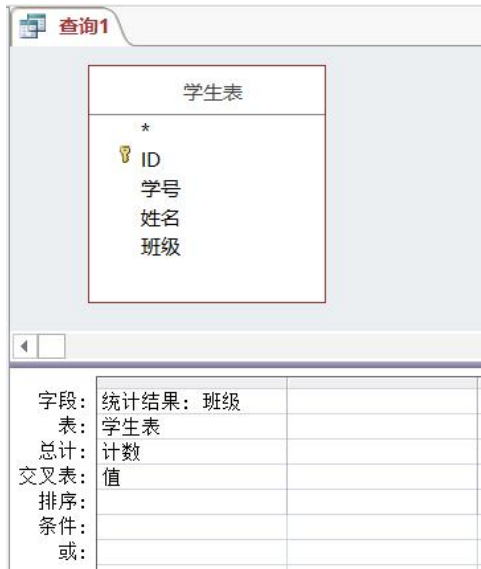 查询1
学生表
*
ID
学号
姓名
班级
字段: 统计结果: 班级
表: 学生表
总计: 计数
交叉表: 值
排序:
条件:
或: